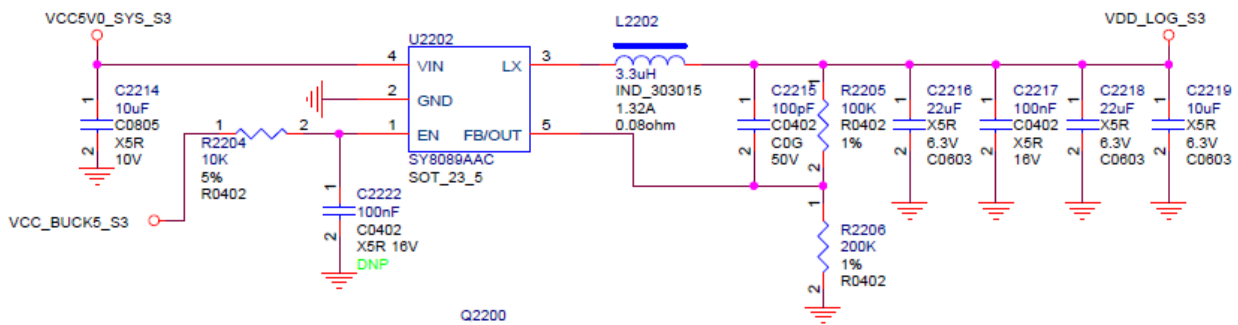 VCC5V0_SYS_S3
L2202
VDD_LOG_S3
U2202
4
VIN
LX
3
2
GND
1
EN
FB/OUT
5
SY8089AAC
SOT_23_5
3.3uH
IND_303015
1.32A
0.08ohm
1
C2214
10uF
C0805
X5R
10V
2
1
2
R2204
10K
5%
R0402
VCC_BUCK5_S3
1
C2222
100nF
C0402
X5R 16V
DNP
2
1
C2215
100pF
C0402
C0G
50V
2
1
R2205
100K
R0402
1%
2
1
C2216
22uF
X5R
6.3V
C0603
2
1
C2217
100nF
C0402
X5R
16V
2
1
C2218
22uF
X5R
6.3V
C0603
2
1
C2219
10uF
X5R
6.3V
C0603
2
1
R2206
200K
1%
R0402
2
Q2200